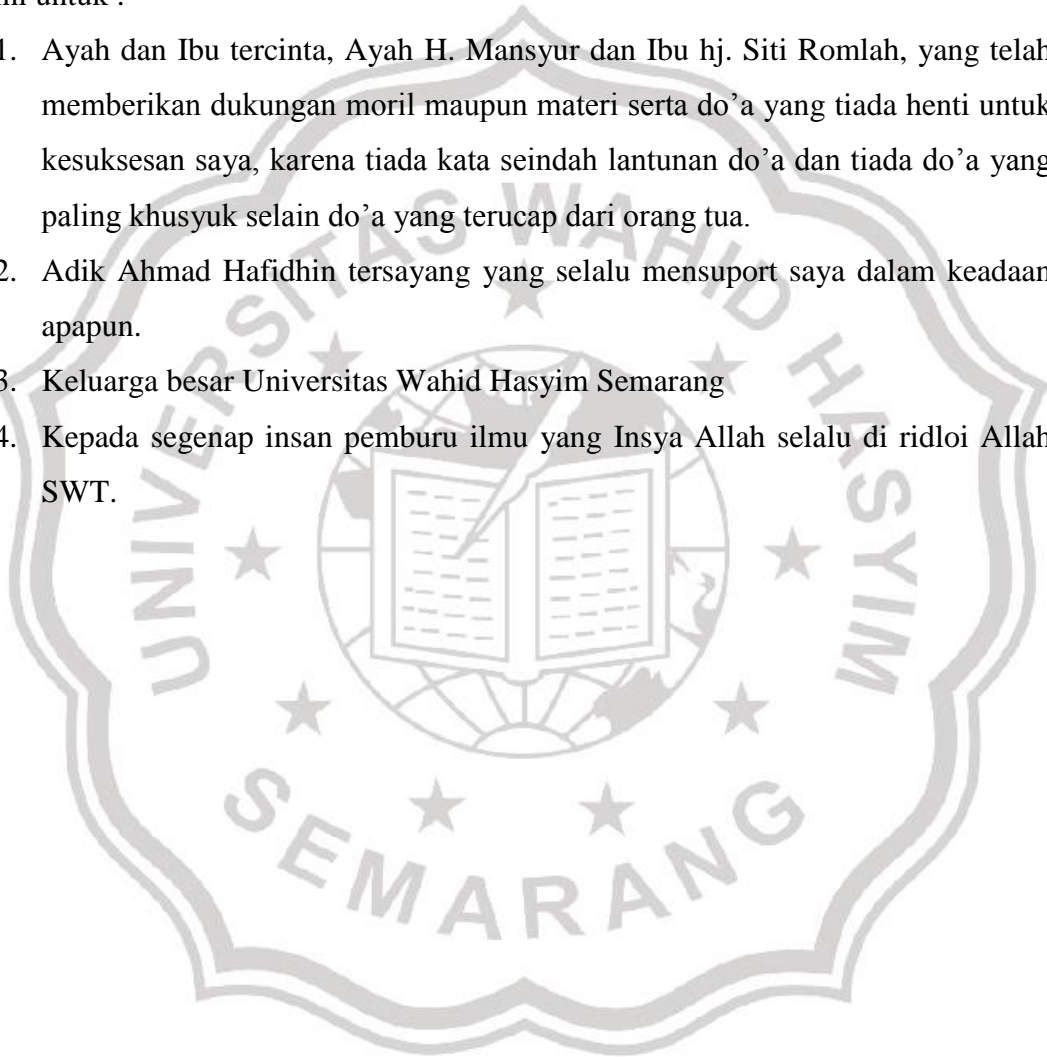 untuk :
1. Ayah dan Ibu tercinta, Ayah H. Mansyur dan Ibu hj. Siti Romlah, yang telah
memberikan dukungan moril maupun materi serta do’a yang tiada henti untuk
kesuksesan saya, karena tiada kata seindah lantunan do’a dan tiada do’a yang
paling khusyuk selain do’a yang terucap dari orang tua.
2. Adik Ahmad Hafidhin tersayang yang selalu mensuport saya dalam keadaan
apapun.
3. Keluarga besar Universitas Wahid Hasyim Semarang
4. Kepada segenap insan pemburu ilmu yang Insya Allah selalu di ridloi Allah
SWT.
UNIVERSITAS WAHID HASYIM
SEMARANG